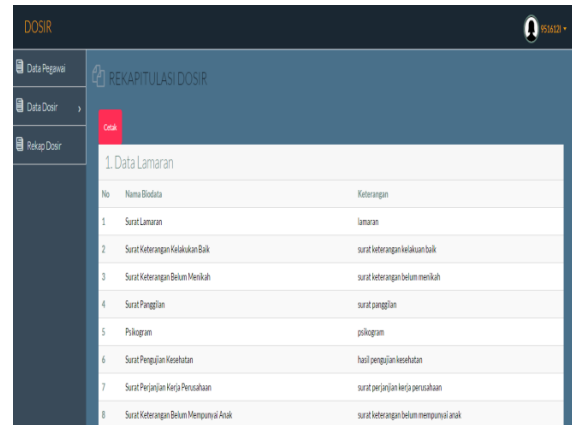 DOSIR
9516121
Data Pegawai
REKAPITULASI DOSIR
Data Dosir
Cetak
Rekap Dosir
1. Data Lamaran
No Nama Biodata Keterangan
1 Surat Lamaran lamaran
2 Surat Keterangan Kelakukan Baik surat keterangan kelakuan baik
3 Surat Keterangan Belum Menikah surat keterangan belum menikah
4 Surat Panggilan surat panggilan
5 Psikogram psikogram
6 Surat Pengujian Kesehatan hasil pengujian kesehatan
7 Surat Perjanjian Kerja Perusahaan surat perjanjian kerja perusahaan
8 Surat Keterangan Belum Mempunyai Anak surat keterangan belum mempunyai anak